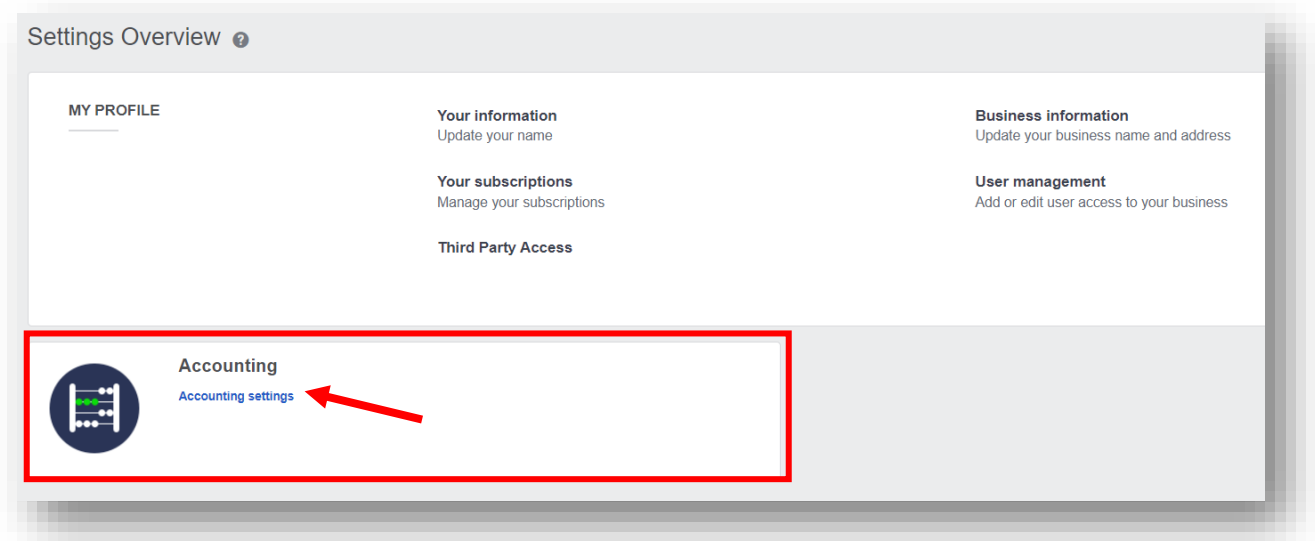 Settings Overview ?
MY PROFILE
Your information
Update your name
Business information
Update your business name and address
Your subscriptions
Manage your subscriptions
User management
Add or edit user access to your business
Third Party Access
Accounting
Accounting settings